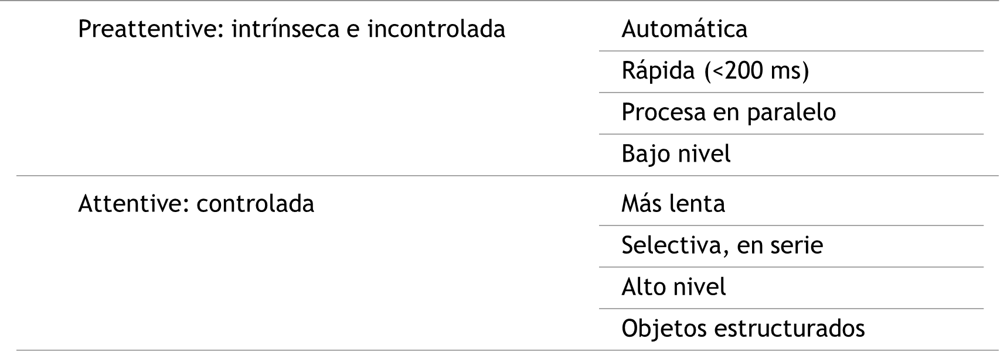 Preattentive: intrínseca e incontrolada
Automática
Rápida (<200 ms)
Procesa en paralelo
Bajo nivel
Attentive: controlada
Más lenta
Selectiva, en serie
Alto nivel
Objetos estructurados